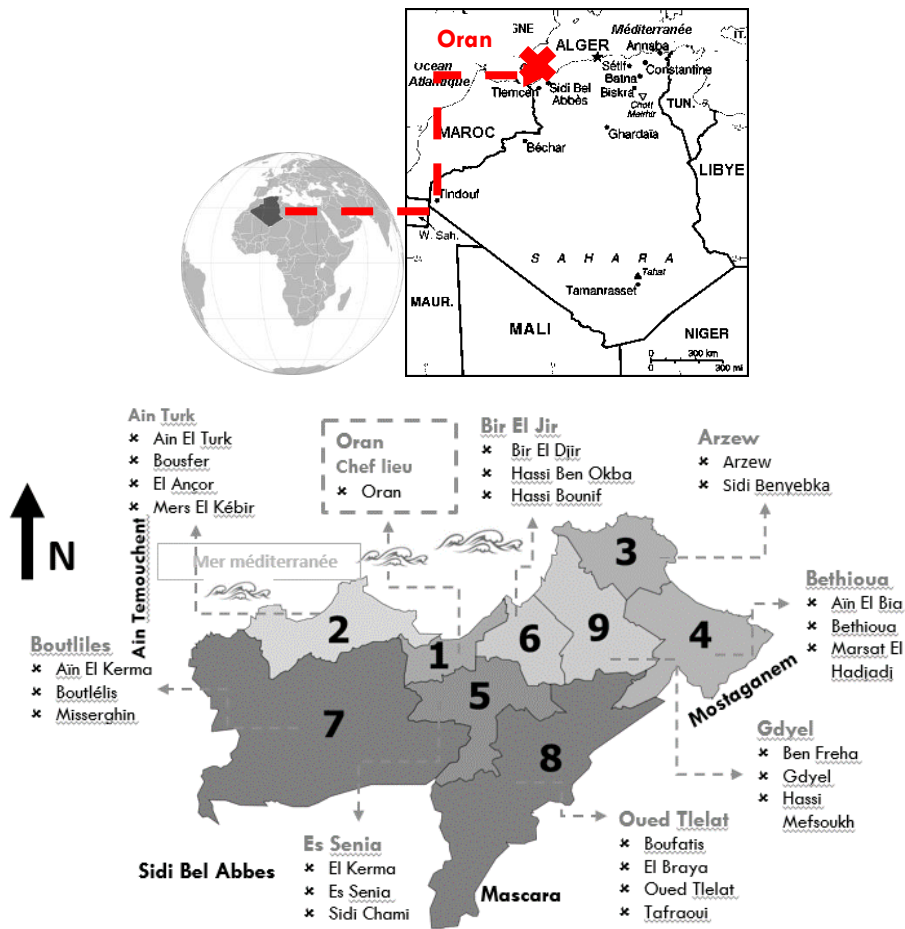 Oran
GNE
ALGER
Méditerranée
Annaba
IT.
Océan
Atlantique
Sétif
Constantine
Batna
Biskra
Tlemcen
Sidi Bel
Abbès
Chott
Melrhir
TUN.
MAROC
Béchar
Ghardaïa
LIBYE
Tindouf
W. Sah.
S A H A R A
Tahat
Tamanrasset
MAUR.
MALI
NIGER
0 300 km
0 300 mi
Ain Turk
Aïn El Turk
Bousfer
El Ançor
Mers El Kébir
Oran
Chef lieu
Oran
Bir El Jir
Bir El Djir
Hassi Ben Okba
Hassi Bounif
Arzew
Arzew
Sidi Benyebka
N
Ain Temouchent
Mer méditerranée
Boutliles
Aïn El Kerma
Boutlélis
Misserghin
1
2
3
4
5
6
7
8
9
Bethioua
Aïn El Bia
Bethioua
Marsat El
Hadjadj
Mostaganem
Gdyel
Ben Freha
Gdyel
Hassi
Mefsoukh
Sidi Bel Abbes
Es Senia
El Kerma
Es Senia
Sidi Chami
Mascara
Oued Tlelat
Boufatis
El Braya
Oued Tlelat
Tafraoui